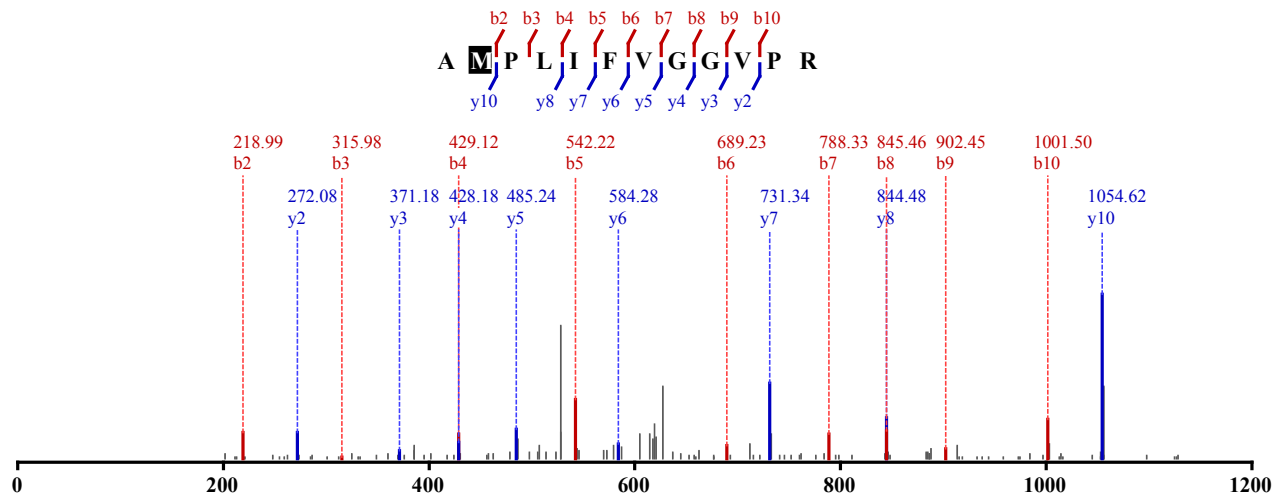 b2 b3 b4 b5 b6 b7 b8 b9 b10
A M P L I F V G G V P R
y10 y8 y7 y6 y5 y4 y3 y2
218.99 315.98 429.12 542.22 689.23 788.33 845.46 902.45 1001.50
b2 b3 b4 b5 b6 b7 b8 b9 b10
272.08 371.18 428.18 485.24 584.28 731.34 844.48 1054.62
y2 y3 y4 y5 y6 y7 y8 y10
0 200 400 600 800 1000 1200